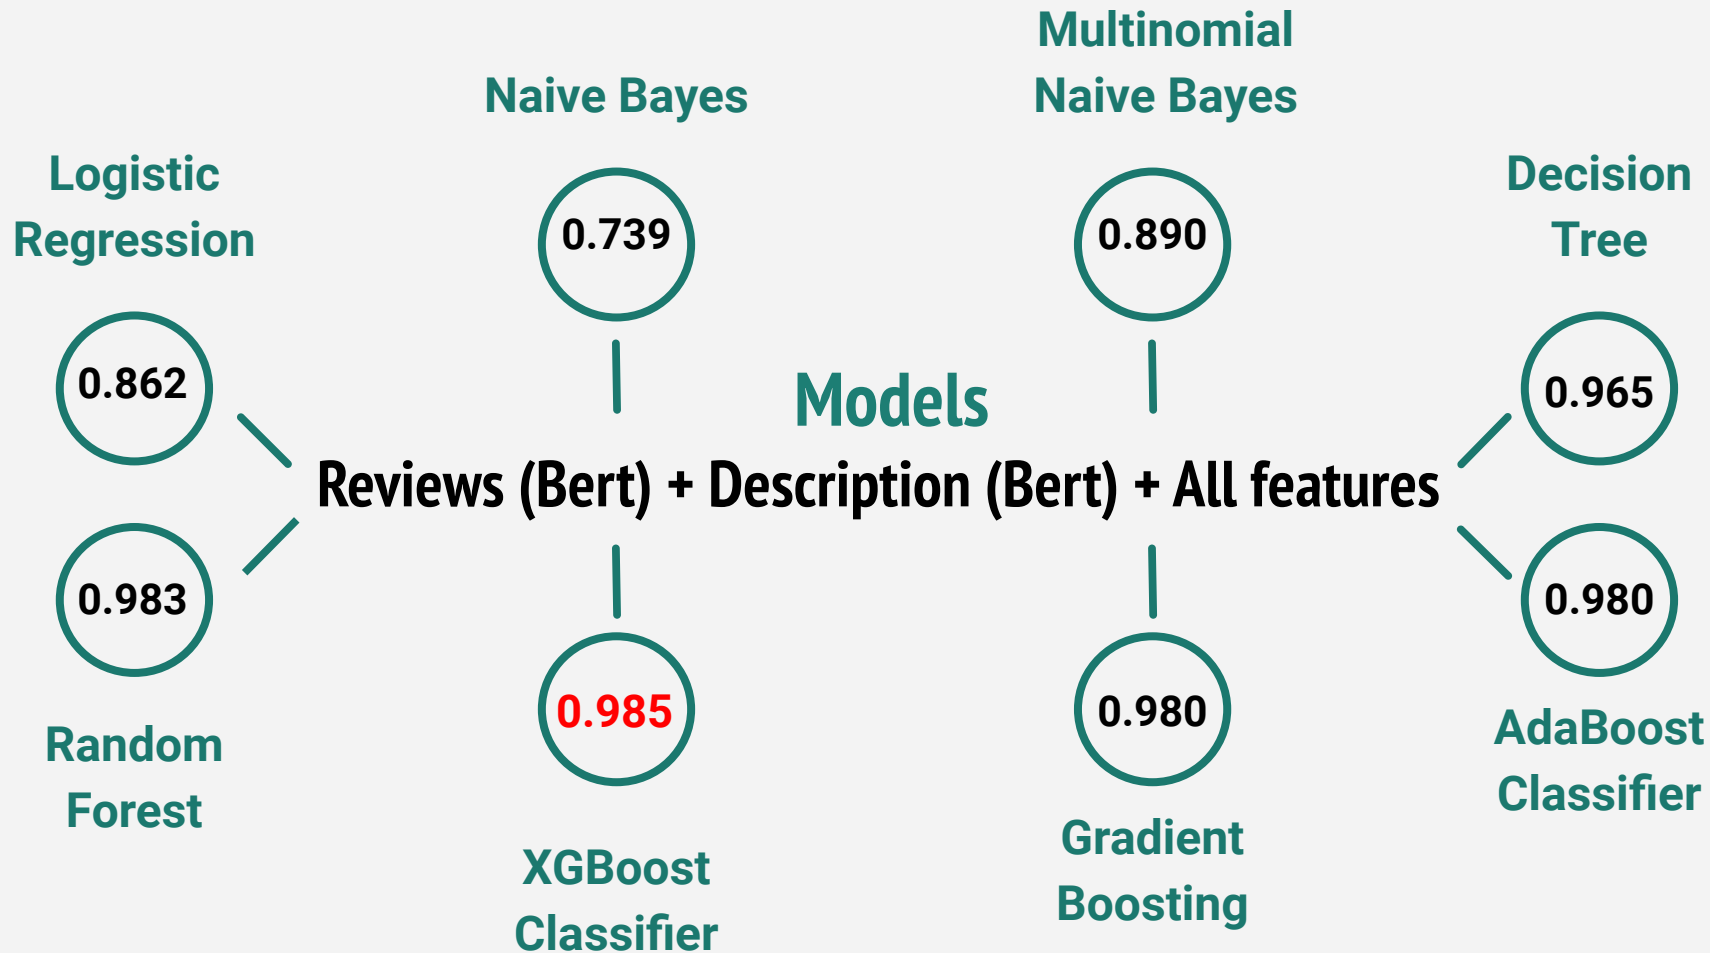 Multinomial
Naive Bayes
Naive Bayes
Logistic
Regression
Decision
Tree
0.739
0.890
0.862
0.965
Models
Reviews (Bert) + Description (Bert) + All features
0.983
0.980
0.985
0.980
Random
Forest
AdaBoost
Classifier
XGBoost
Classifier
Gradient
Boosting